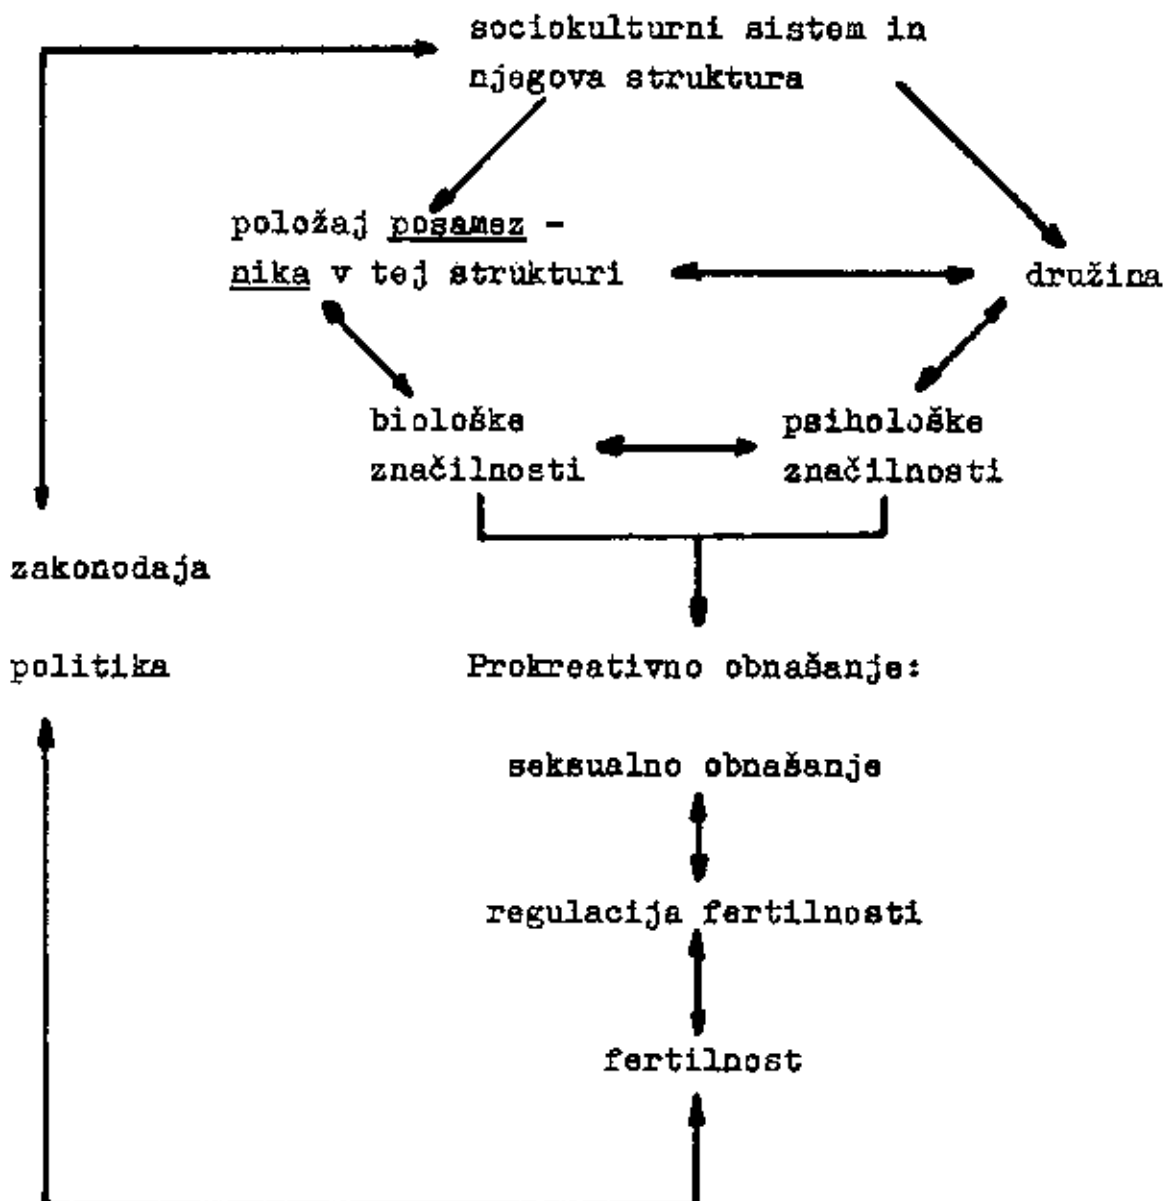 sociokulturni sistem in
njegova struktura
položaj posamez -
nika v tej strukturi
družina
biološke
značilnosti
psihološke
značilnosti
zakonodaja
politika
Prokreativno obnašanje:
seksualno obnašanje
regulacija fertilnosti
fertilnost